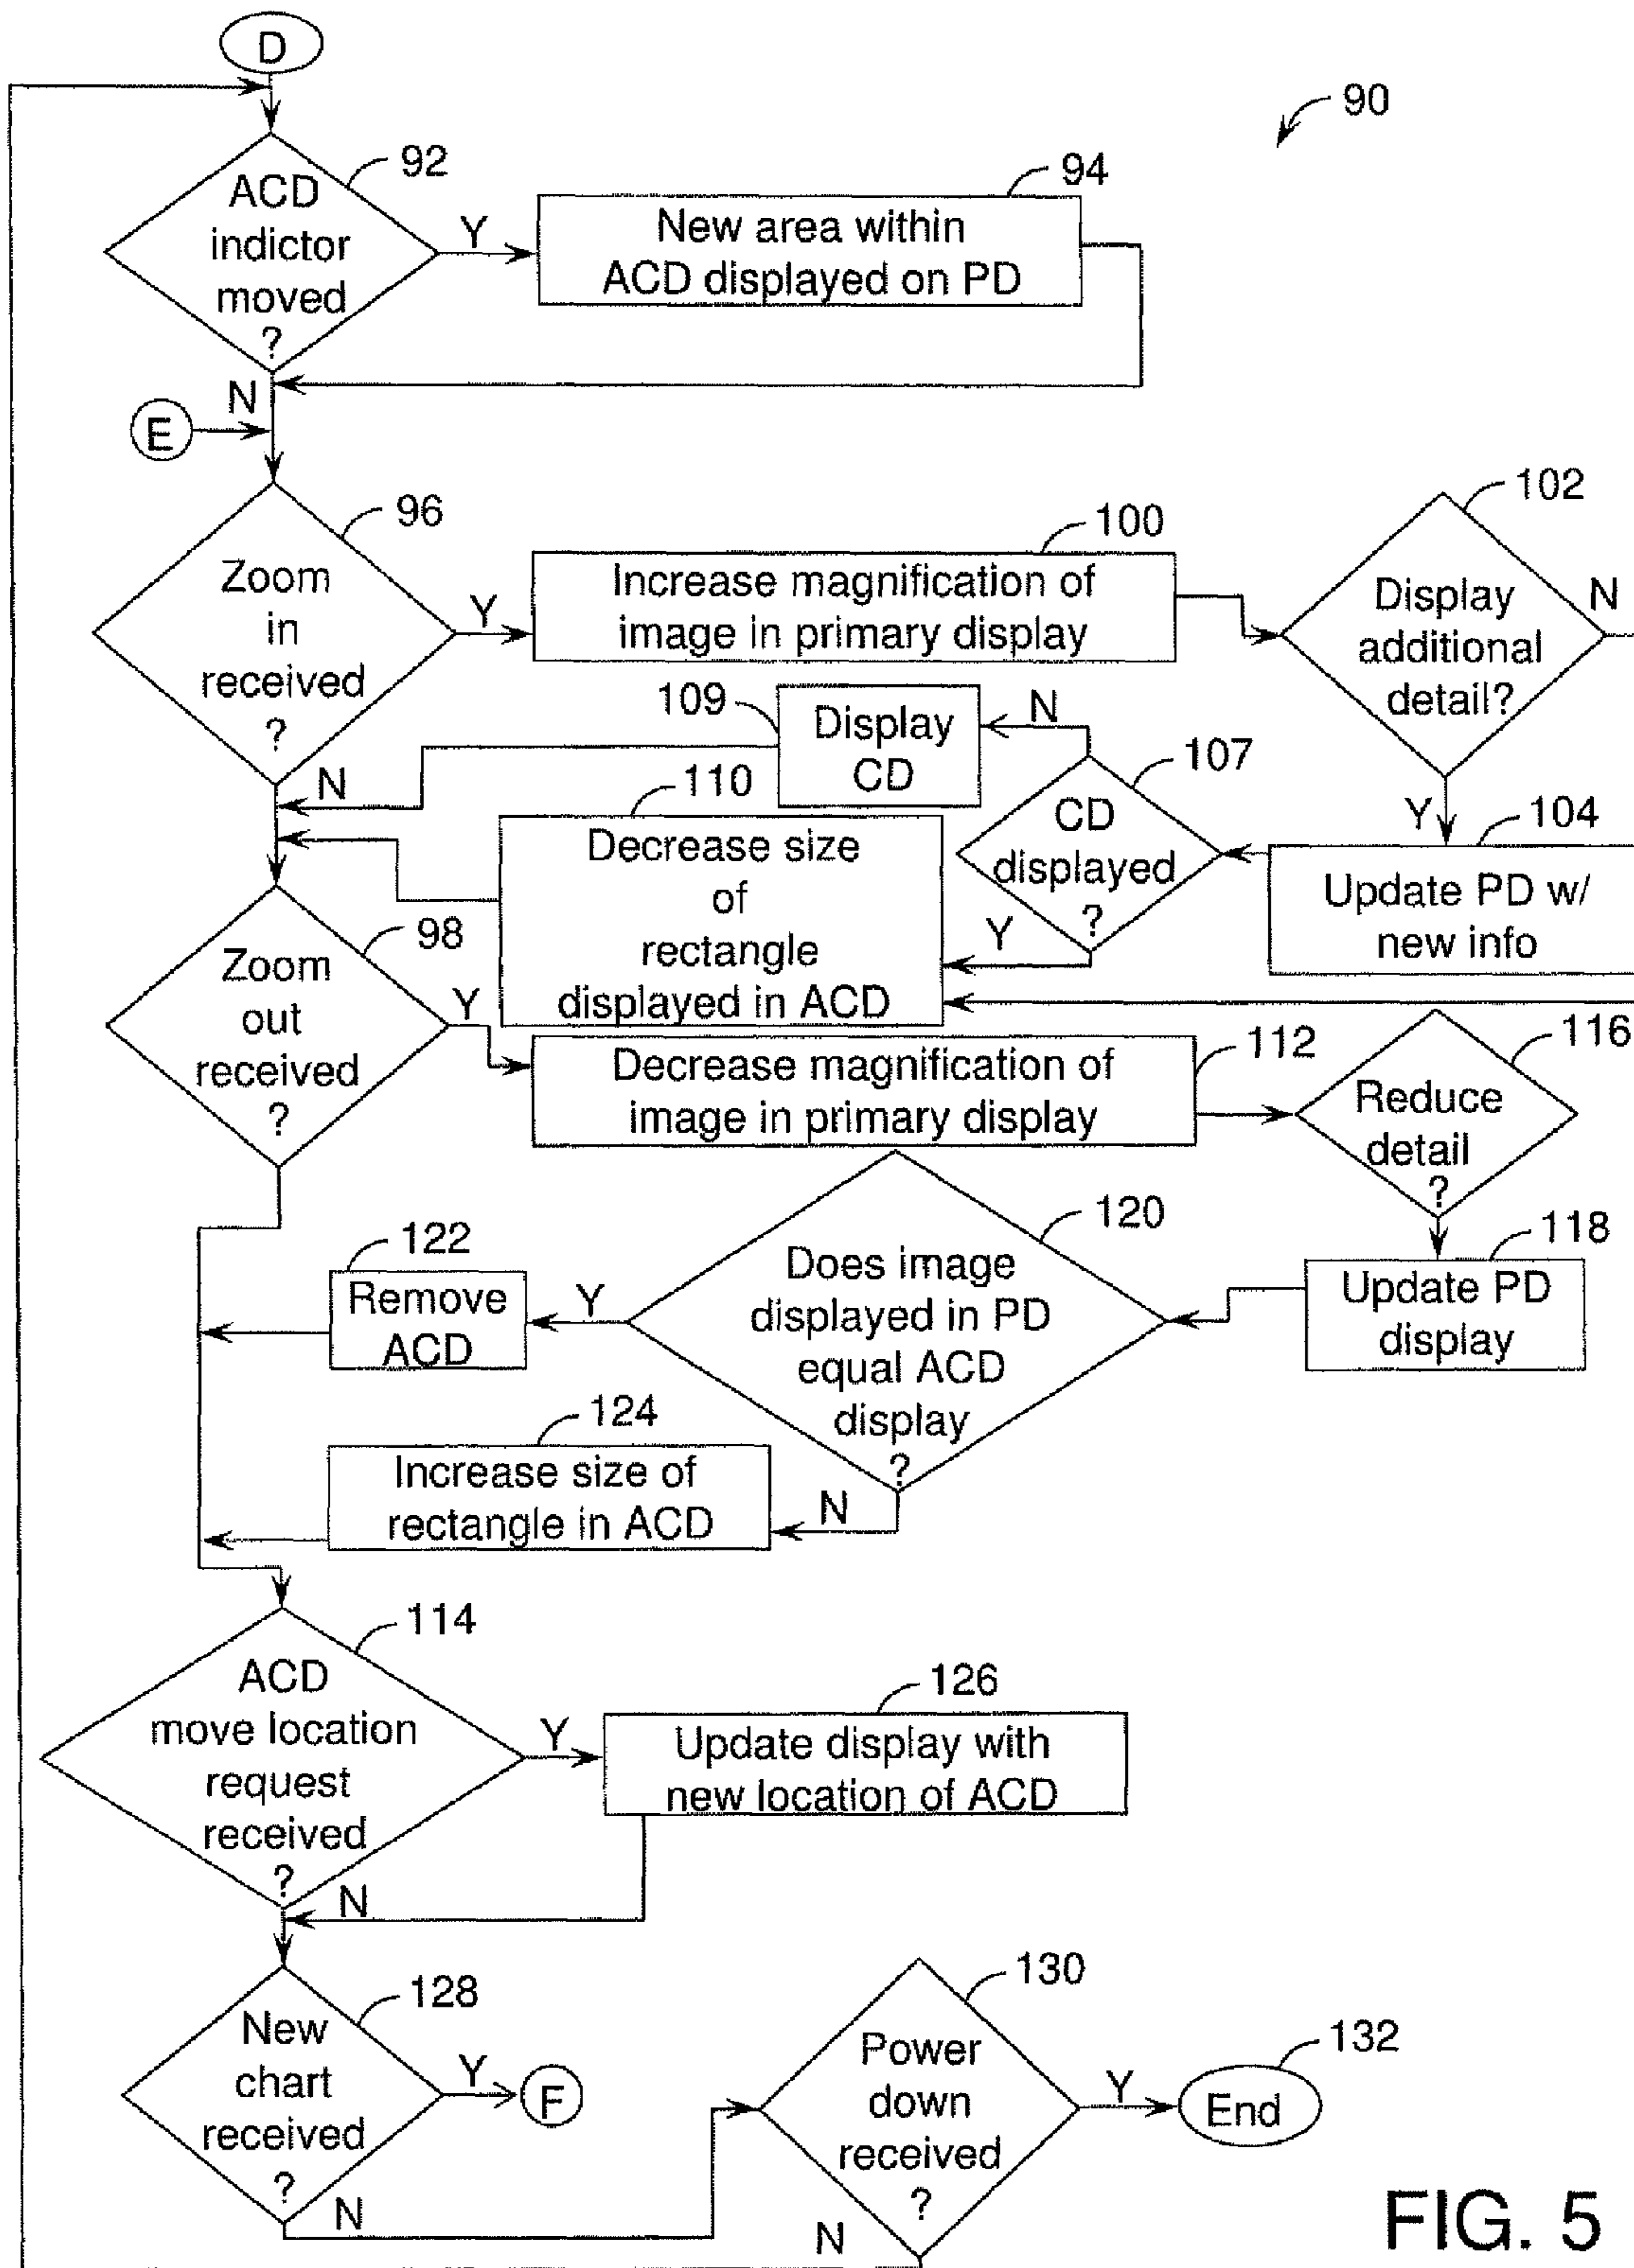 D
90
92
ACD
indictor
moved
?
Y
94
New area within
ACD displayed on PD
N
E
96
Zoom
in
received
?
Y
100
Increase magnification of
image in primary display
102
Display
additional
detail?
N
Y
104
Update PD w/
new info
107
CD
displayed
?
N
109
Display
CD
Y
110
Decrease size
of
rectangle
displayed in ACD
N
98
Zoom
out
received
?
Y
112
Decrease magnification of
image in primary display
116
Reduce
detail
?
118
Update PD
display
120
Does image
displayed in PD
equal ACD
display
?
Y
122
Remove
ACD
N
124
Increase size of
rectangle in ACD
114
ACD
move location
request
received
?
Y
126
Update display with
new location of ACD
N
128
New
chart
received
?
Y
F
N
130
Power
down
received
?
Y
132
End
N
FIG. 5